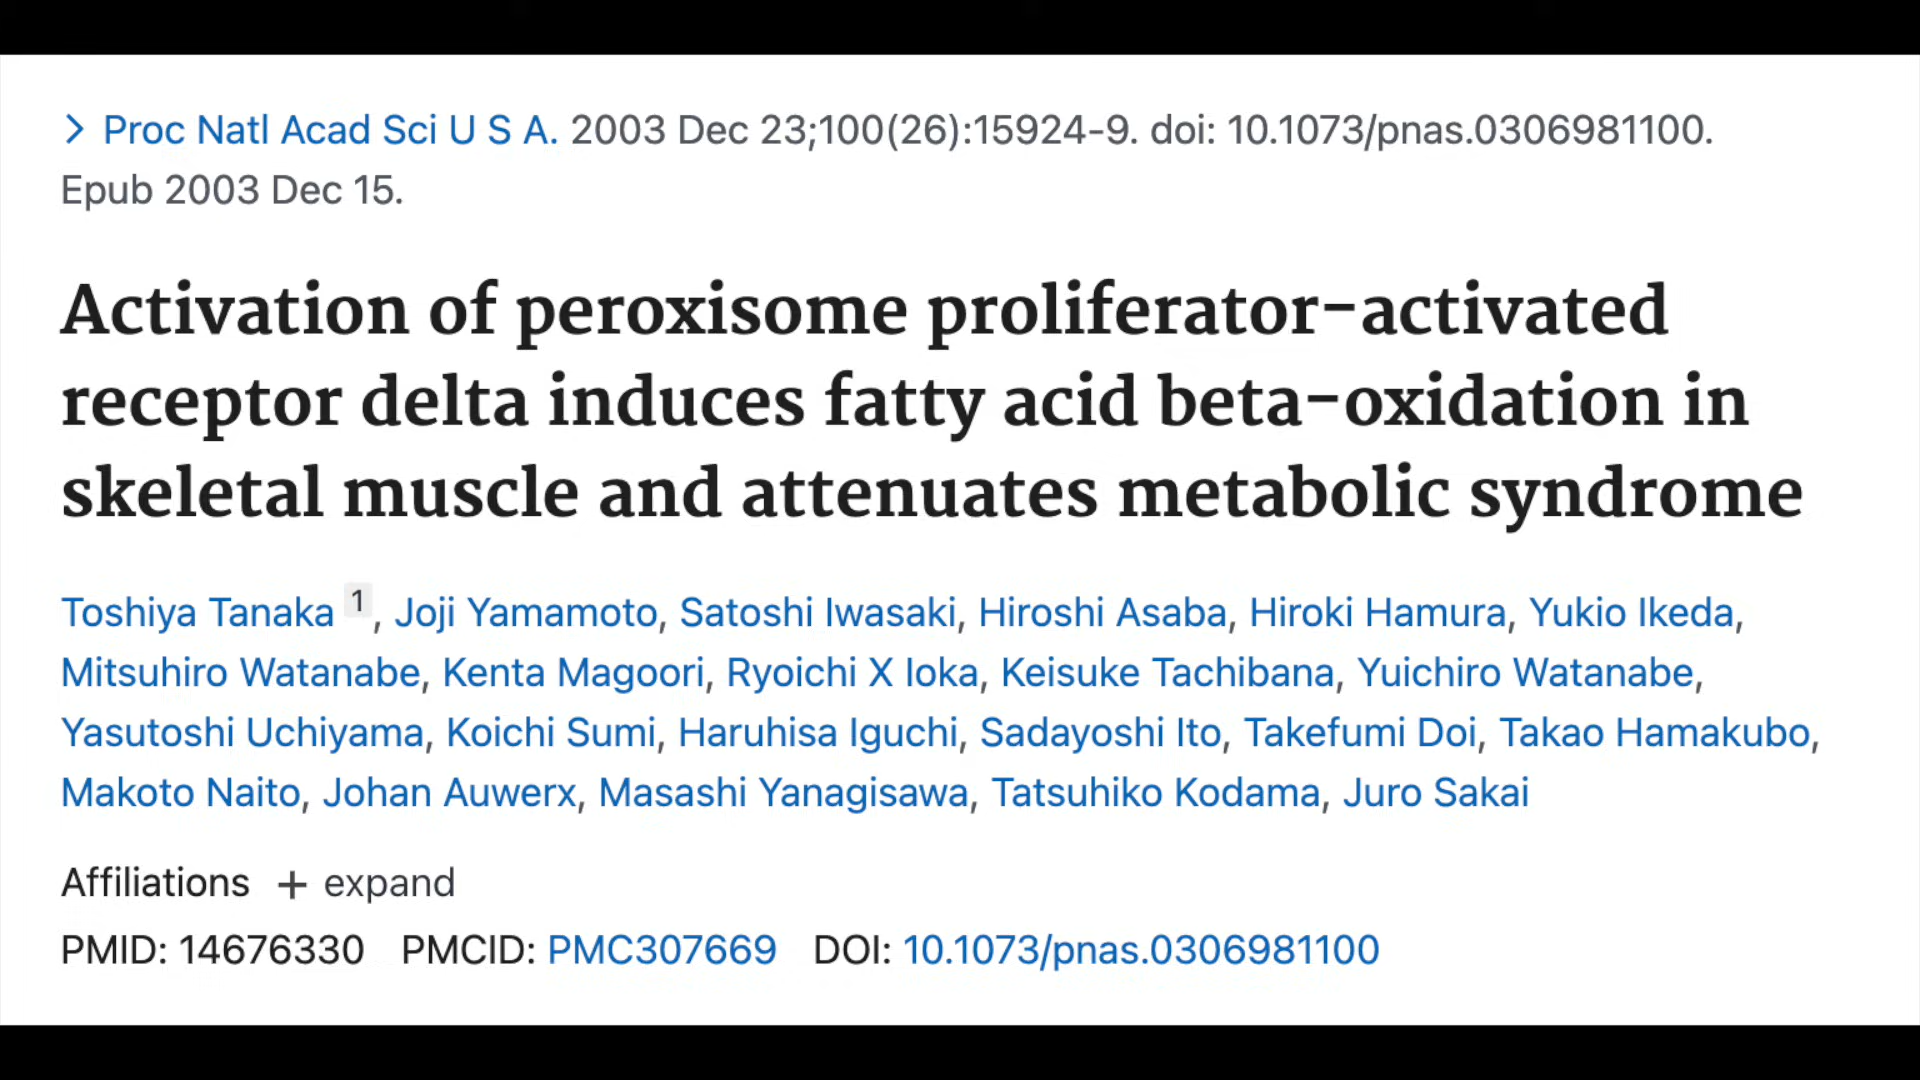 > Proc Natl Acad Sci U S A. 2003 Dec 23;100(26):15924-9. doi: 10.1073/pnas.0306981100.
Epub 2003 Dec 15.
Activation of peroxisome proliferator-activated
receptor delta induces fatty acid beta-oxidation in
skeletal muscle and attenuates metabolic syndrome
Toshiya Tanaka 1, Joji Yamamoto, Satoshi Iwasaki, Hiroshi Asaba, Hiroki Hamura, Yukio Ikeda,
Mitsuhiro Watanabe, Kenta Magoori, Ryoichi X Ioka, Keisuke Tachibana, Yuichiro Watanabe,
Yasutoshi Uchiyama, Koichi Sumi, Haruhisa Iguchi, Sadayoshi Ito, Takefumi Doi, Takao Hamakubo,
Makoto Naito, Johan Auwerx, Masashi Yanagisawa, Tatsuhiko Kodama, Juro Sakai
Affiliations + expand
PMID: 14676330 PMCID: PMC307669 DOI: 10.1073/pnas.0306981100